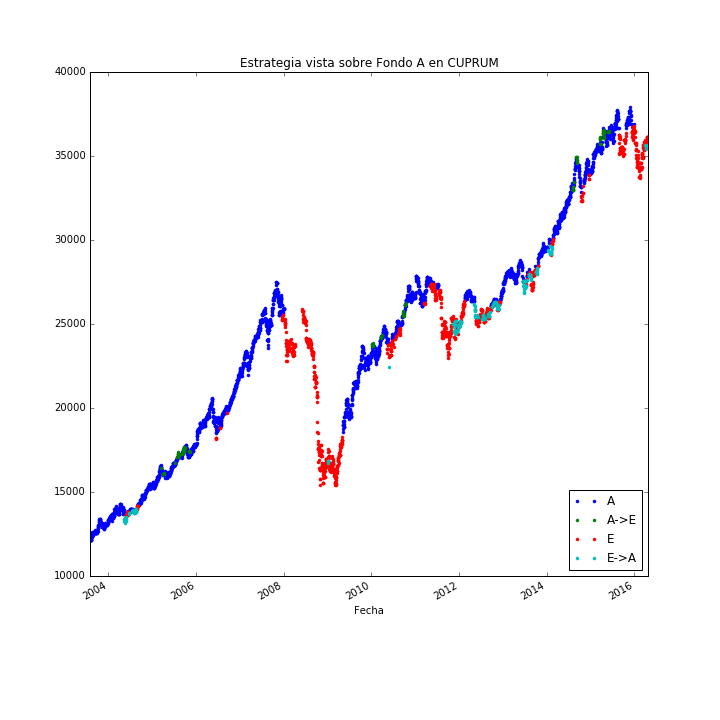 Estrategia vista sobre Fondo A en CUPRUM
40000
35000
30000
25000
20000
15000
10000
2004 2006 2008 2010 2012 2014 2016
Fecha
A
A->E
E
E->A